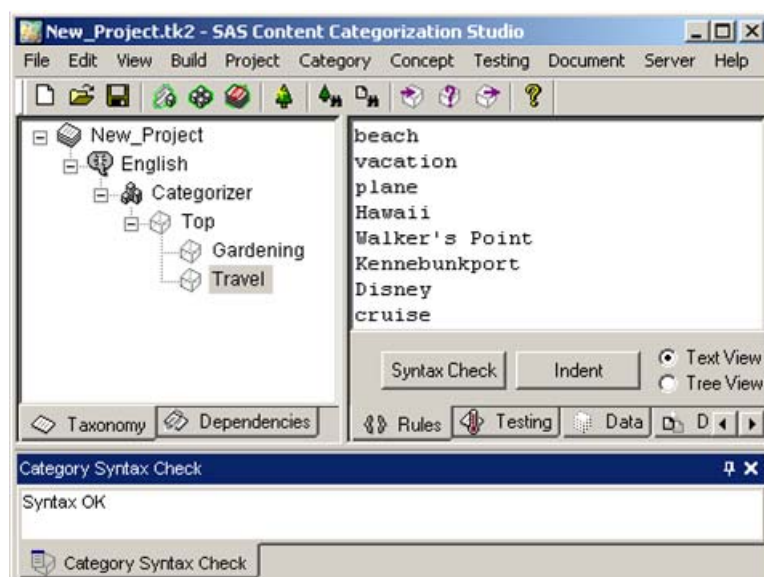 New_Project.tk2 - SAS Content Categorization Studio
File Edit View Build Project Category Concept Testing Document Server Help
New_Project
English
Categorizer
Top
Gardening
Travel
Taxonomy
Dependencies
beach
vacation
plane
Hawaii
Walker's Point
Kennebunkport
Disney
cruise
Syntax Check
Indent
Text View
Tree View
Rules
Testing
Data
D
Category Syntax Check
Syntax OK
Category Syntax Check